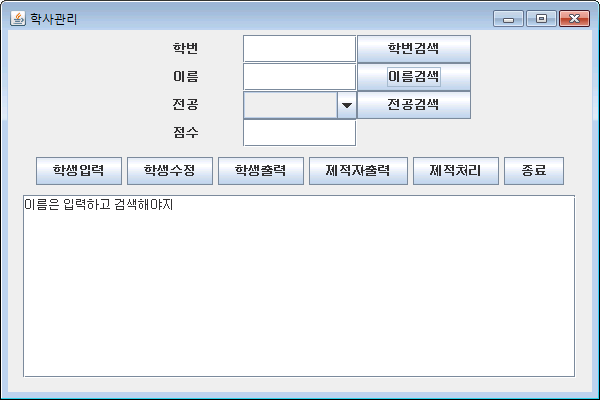 학사관리
학번 학번검색
이름 이름검색
전공 전공검색
점수
학생입력 학생수정 학생출력 제적자출력 제적처리 종료
이름은 입력하고 검색해야지